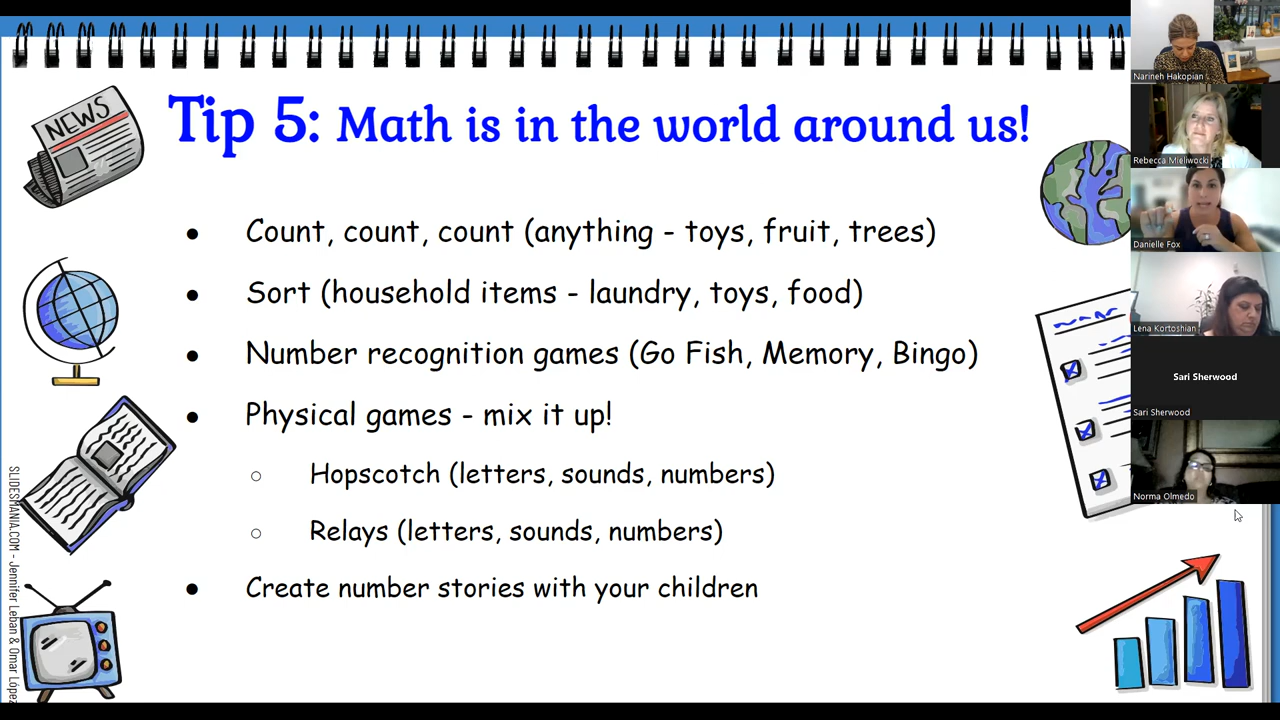 Tip 5: Math is in the world around us!
NEWS
● Count, count, count (anything - toys, fruit, trees)
● Sort (household items - laundry, toys, food)
● Number recognition games (Go Fish, Memory, Bingo)
● Physical games - mix it up!
○ Hopscotch (letters, sounds, numbers)
○ Relays (letters, sounds, numbers)
● Create number stories with your children
SLIDESMANIA.COM - Jennifer Leban & Omar López
Narineh Hakopian
Rebecca Mieliwocki
Danielle Fox
Lena Kortoshian
Sari Sherwood
Sari Sherwood
Norma Olmedo